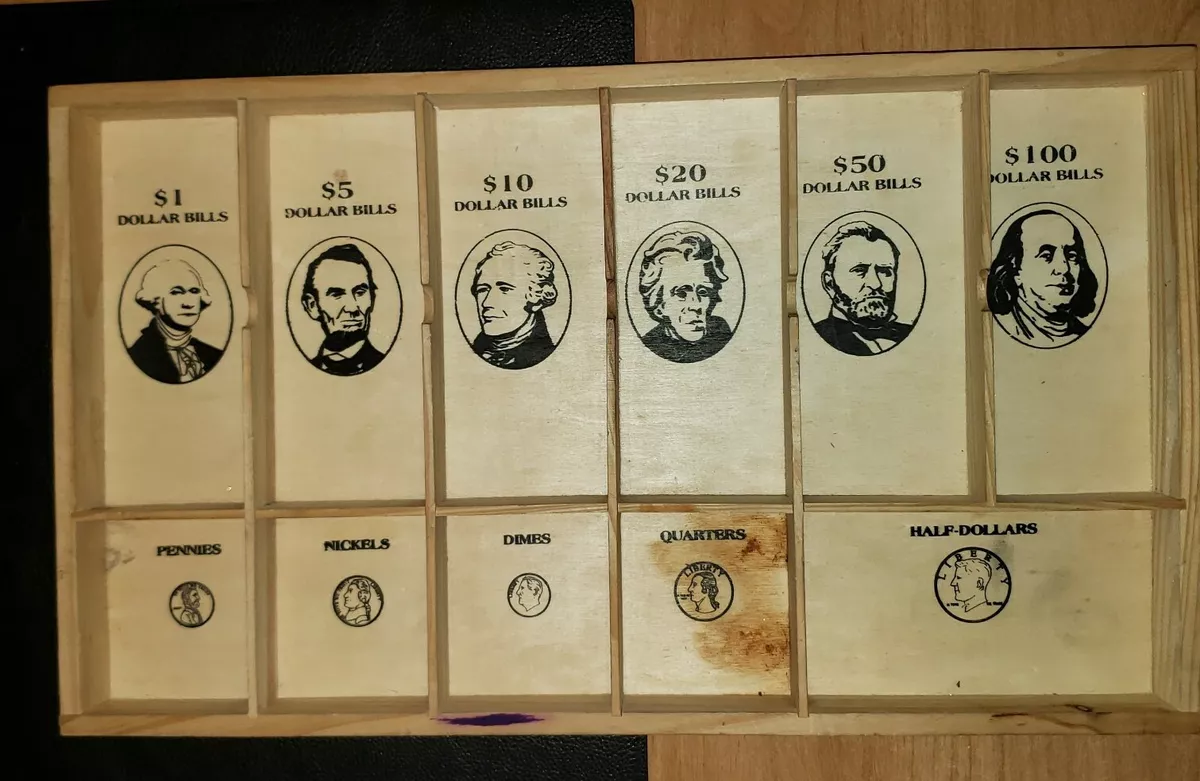 $1
DOLLAR BILLS
$5
DOLLAR BILLS
$10
DOLLAR BILLS
$20
DOLLAR BILLS
$50
DOLLAR BILLS
$100
DOLLAR BILLS
PENNIES
NICKELS
DIMES
QUARTERS
LIBERTY
HALF-DOLLARS
LIBERTY